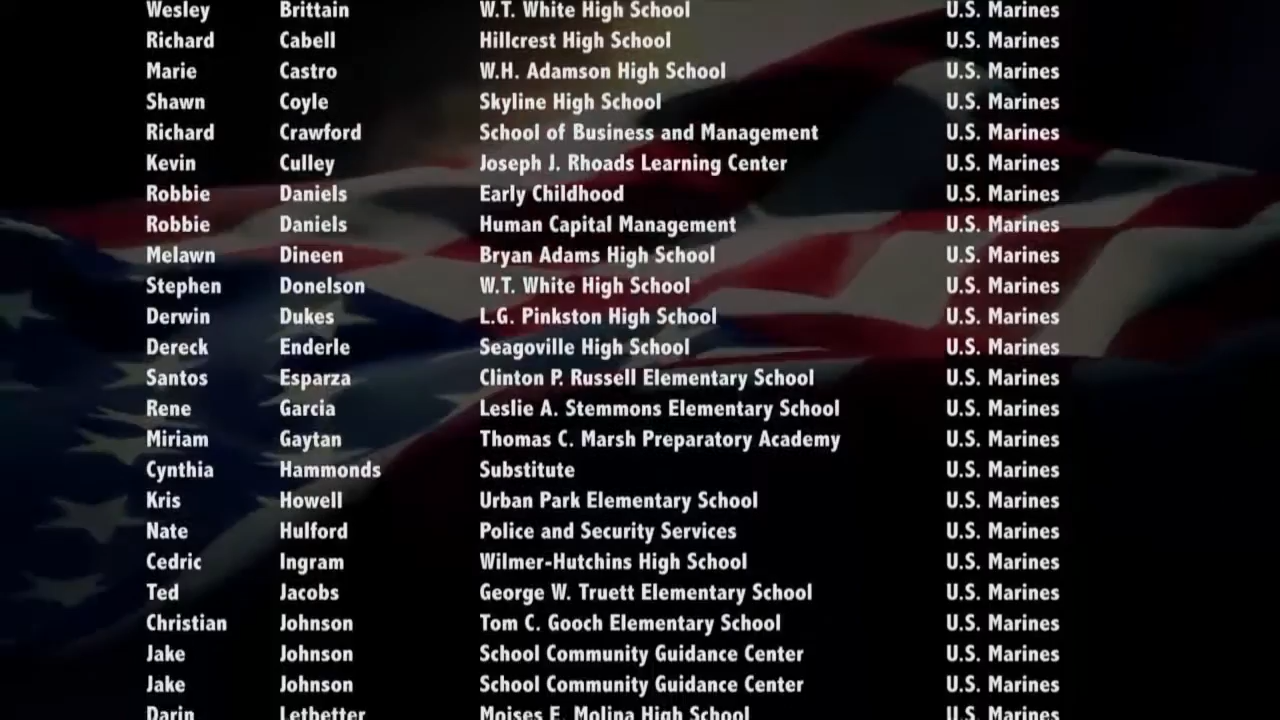 Wesley Brittain W.T. White High School U.S. Marines
Richard Cabell Hillcrest High School U.S. Marines
Marie Castro W.H. Adamson High School U.S. Marines
Shawn Coyle Skyline High School U.S. Marines
Richard Crawford School of Business and Management U.S. Marines
Kevin Culley Joseph J. Rhoads Learning Center U.S. Marines
Robbie Daniels Early Childhood U.S. Marines
Robbie Daniels Human Capital Management U.S. Marines
Melawn Dineen Bryan Adams High School U.S. Marines
Stephen Donelson W.T. White High School U.S. Marines
Derwin Dukes L.G. Pinkston High School U.S. Marines
Dereck Enderle Seagoville High School U.S. Marines
Santos Esparza Clinton P. Russell Elementary School U.S. Marines
Rene Garcia Leslie A. Stemmons Elementary School U.S. Marines
Miriam Gaytan Thomas C. Marsh Preparatory Academy U.S. Marines
Cynthia Hammonds Substitute U.S. Marines
Kris Howell Urban Park Elementary School U.S. Marines
Nate Hulford Police and Security Services U.S. Marines
Cedric Ingram Wilmer-Hutchins High School U.S. Marines
Ted Jacobs George W. Truett Elementary School U.S. Marines
Christian Johnson Tom C. Gooch Elementary School U.S. Marines
Jake Johnson School Community Guidance Center U.S. Marines
Jake Johnson School Community Guidance Center U.S. Marines
Darin Letbetter Moises E. Molina High School U.S. Marines